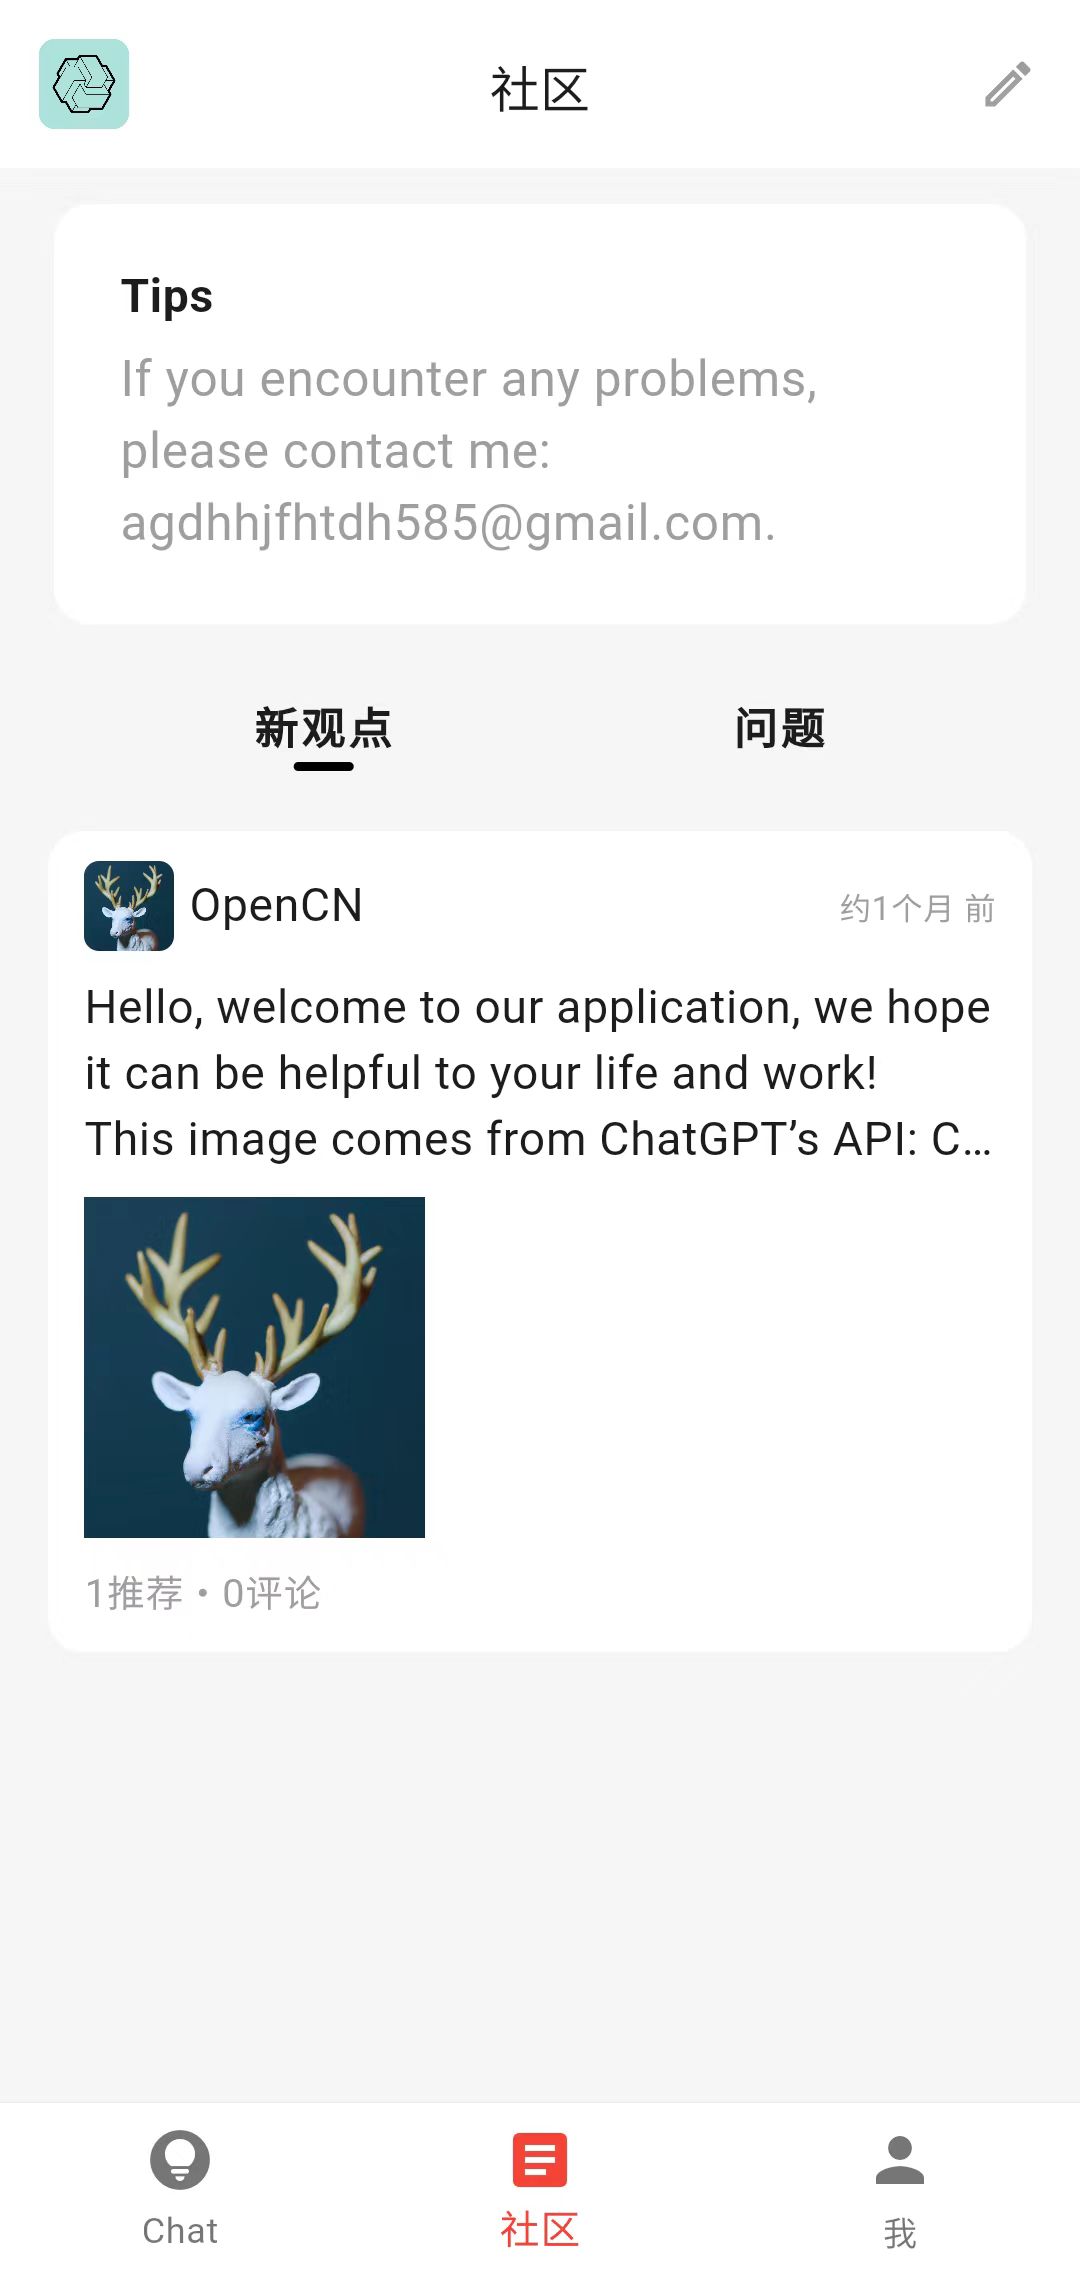 社区
Tips
If you encounter any problems,
please contact me:
agdhhjfhtdh585@gmail.com.
新观点 问题
OpenCN 约1个月 前
Hello, welcome to our application, we hope
it can be helpful to your life and work!
This image comes from ChatGPT’s API: C...
1推荐 • 0评论
Chat 社区 我